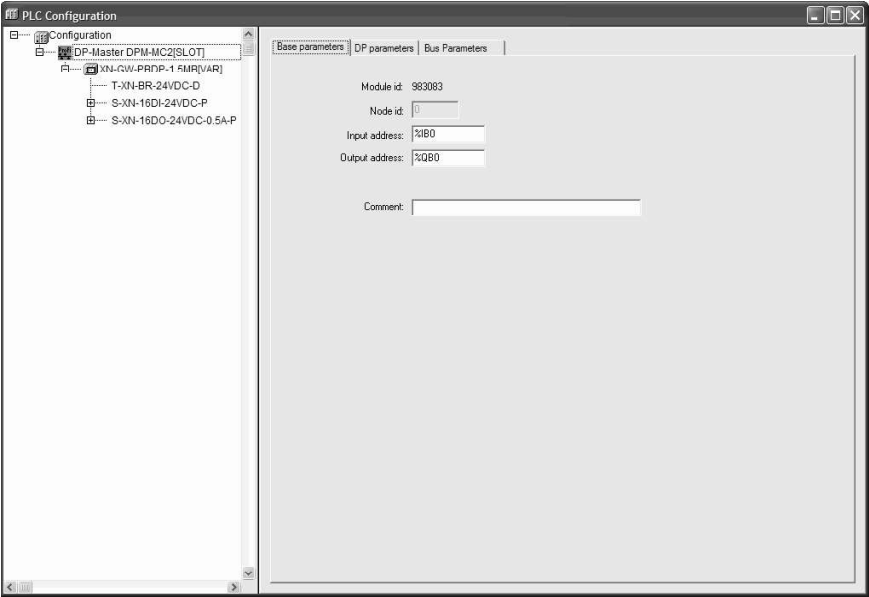 PLC Configuration
Configuration
DP-Master DPM-MC2[SLOT]
XN-GW-PBDP-1.5MB[VAR]
T-XN-BR-24VDC-D
S-XN-16DI-24VDC-P
S-XN-16DO-24VDC-0.5A-P
Base parameters DP parameters Bus Parameters
Module id: 983083
Node id: 0
Input address: %IB0
Output address: %QB0
Comment: